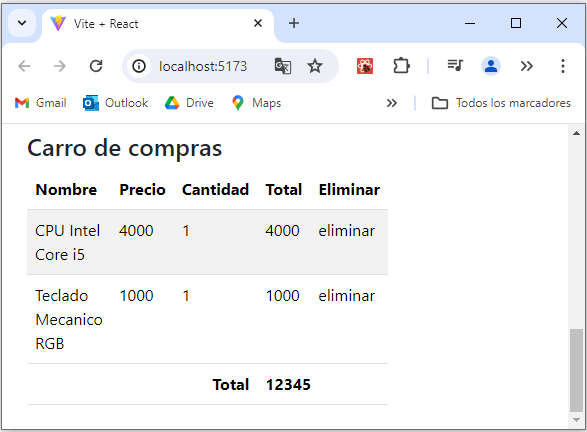 Vite + React
localhost:5173
Gmail Outlook Drive Maps Todos los marcadores
Carro de compras
Nombre Precio Cantidad Total Eliminar
CPU Intel 4000 1 4000 eliminar
Core i5
Teclado 1000 1 1000 eliminar
Mecanico
RGB
Total 12345